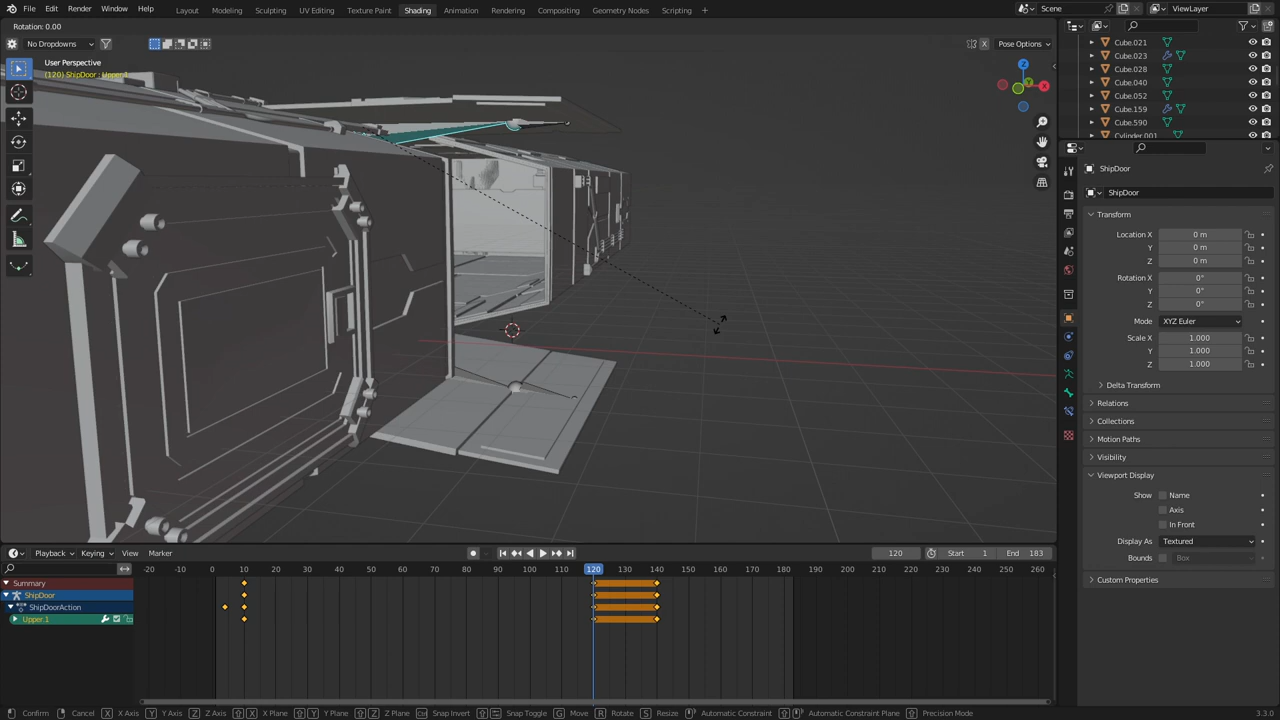 File Edit Render Window Help Layout Modeling Sculpting UV Editing Texture Paint Shading Animation Rendering Compositing Geometry Nodes Scripting + Scene ViewLayer
Rotation: 0.00
No Dropdowns X Pose Options
User Perspective
(120) ShipDoor : Upper.1
Z
Y
X
Cube.021
Cube.023
Cube.028
Cube.040
Cube.052
Cube.159
Cube.590
Cylinder.001
ShipDoor
ShipDoor
Transform
Location X 0 m
Y 0 m
Z 0 m
Rotation X 0°
Y 0°
Z 0°
Mode XYZ Euler
Scale X 1.000
Y 1.000
Z 1.000
Delta Transform
Relations
Collections
Motion Paths
Visibility
Viewport Display
Show Name
Axis
In Front
Display As Textured
Bounds Box
Custom Properties
Playback Keying View Marker 120 Start 1 End 183
-20 -10 0 10 20 30 40 50 60 70 80 90 100 110 120 130 140 150 160 170 180 190 200 210 220 230 240 250 260
Summary
ShipDoor
ShipDoorAction
Upper.1
Confirm Cancel X X Axis Y Y Axis Z Z Axis X X Plane Y Y Plane Z Z Plane Snap Invert Snap Toggle G Move R Rotate S Resize Automatic Constraint Automatic Constraint Plane Precision Mode 3.3.0